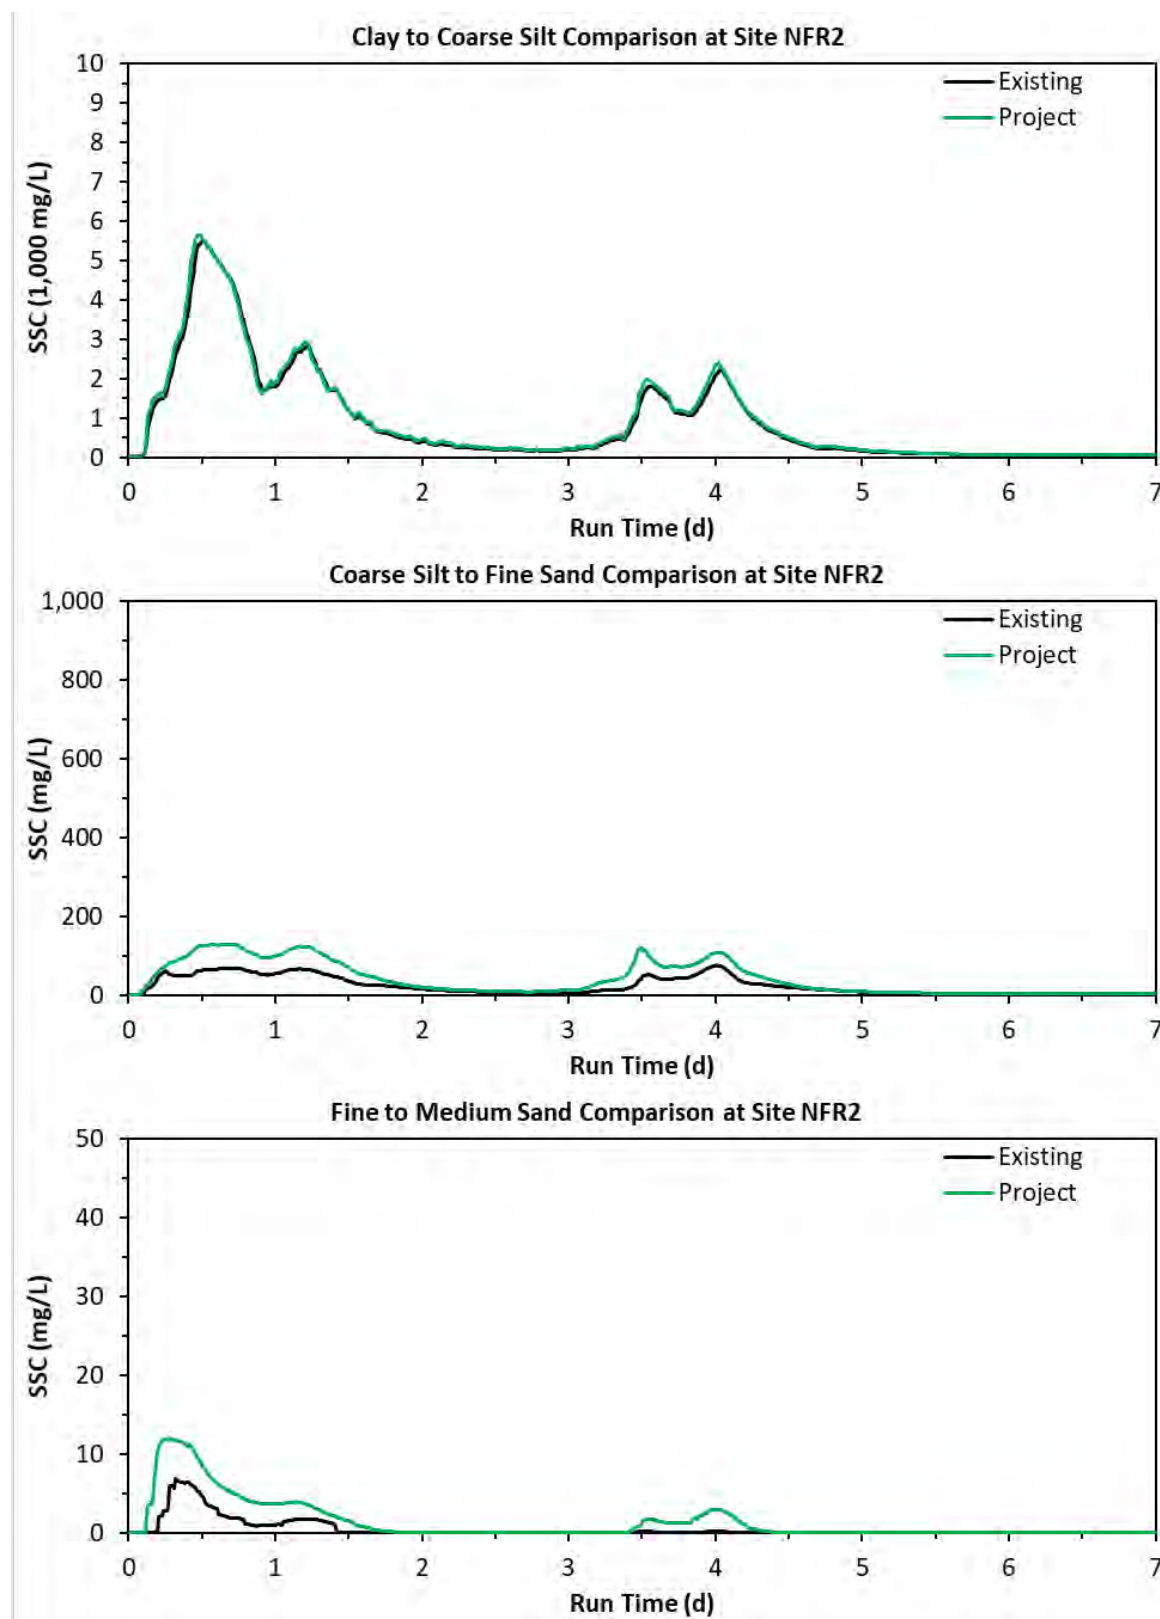 Clay to Coarse Silt Comparison at Site NFR2
10
9
8
7
6
5
4
3
2
1
0
SSC (1,000 mg/L)
Existing
Project
0 1 2 3 4 5 6 7
Run Time (d)
Coarse Silt to Fine Sand Comparison at Site NFR2
1,000
800
600
400
200
0
SSC (mg/L)
Existing
Project
0 1 2 3 4 5 6 7
Run Time (d)
Fine to Medium Sand Comparison at Site NFR2
50
40
30
20
10
0
SSC (mg/L)
Existing
Project
0 1 2 3 4 5 6 7
Run Time (d)